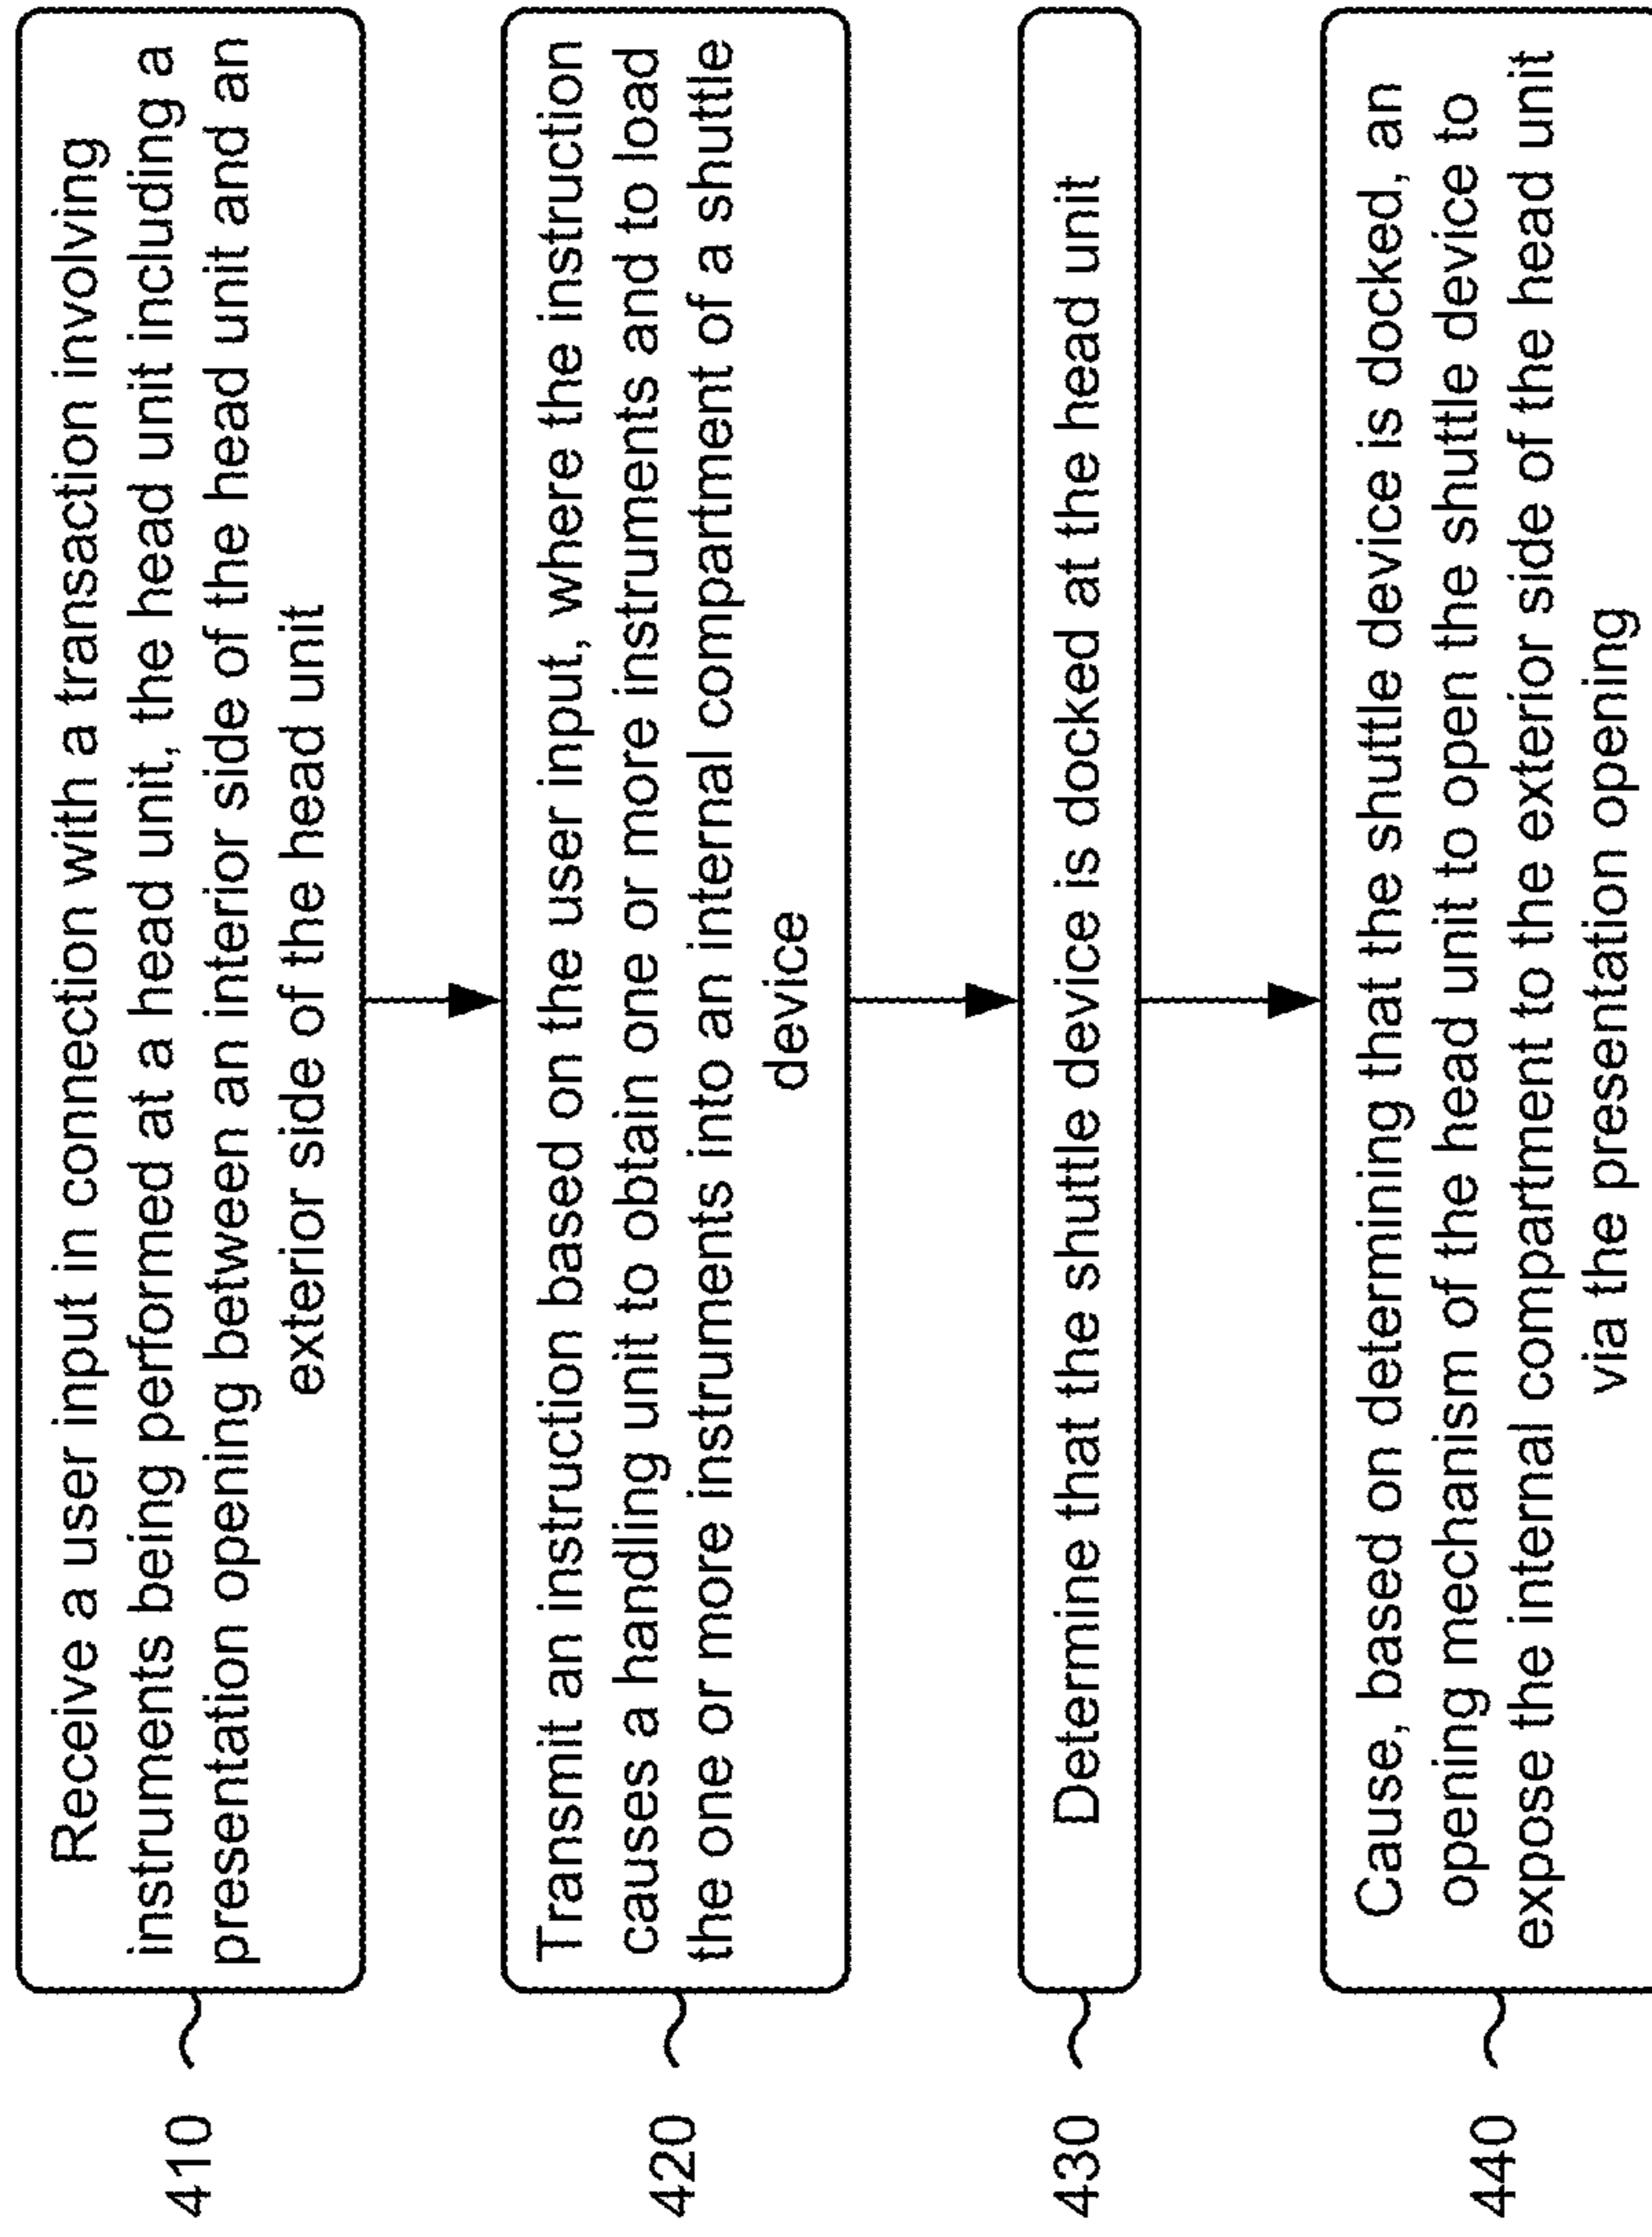 410
Receive a user input in connection with a transaction involving
instruments being performed at a head unit, the head unit including a
presentation opening between an interior side of the head unit and an
exterior side of the head unit
420
Transmit an instruction based on the user input, where the instruction
causes a handling unit to obtain one or more instruments and to load
the one or more instruments into an internal compartment of a shuttle
device
430
Determine that the shuttle device is docked at the head unit
440
Cause, based on determining that the shuttle device is docked, an
opening mechanism of the head unit to open the shuttle device to
expose the internal compartment to the exterior side of the head unit
via the presentation opening